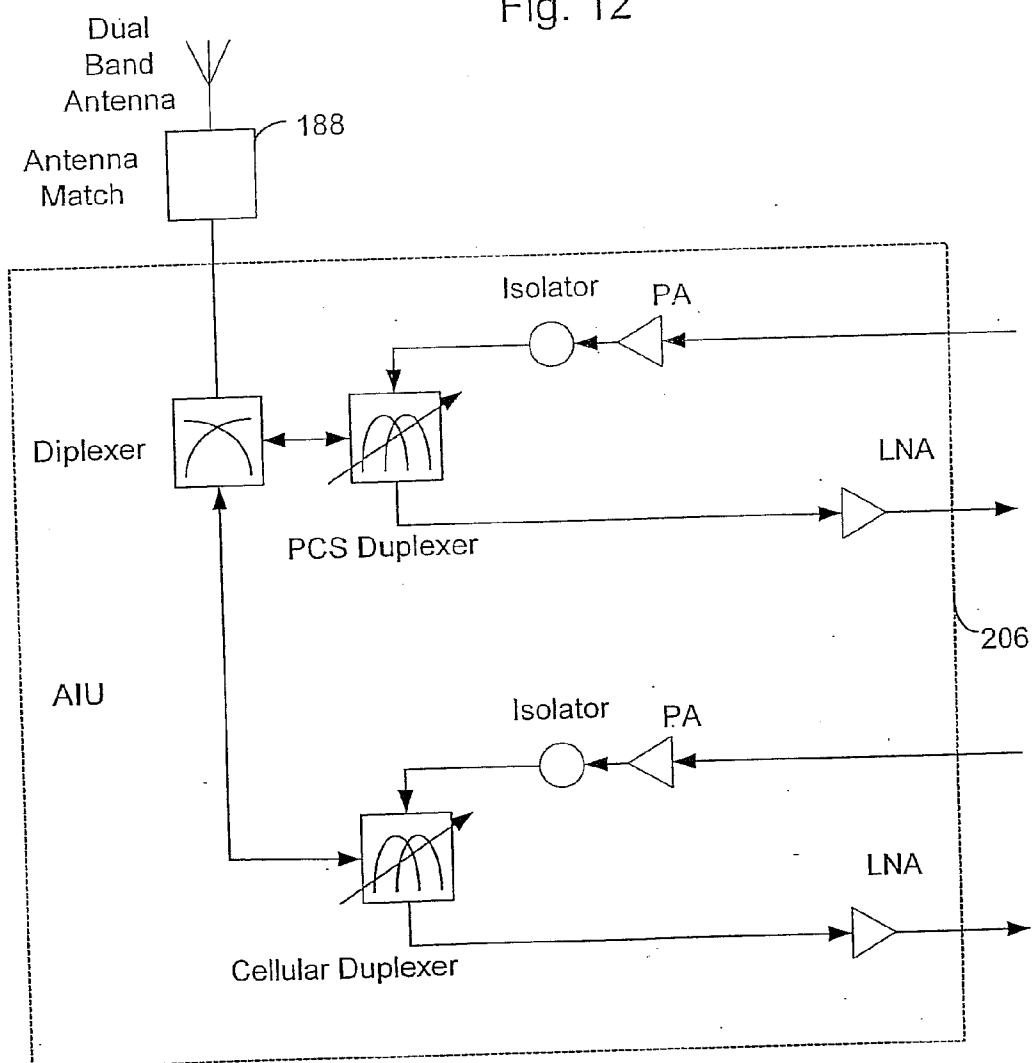 Fig. 12
Dual
Band
Antenna
188
Antenna
Match
Isolator
PA
Diplexer
LNA
PCS Duplexer
206
AIU
Isolator
PA
LNA
Cellular Duplexer